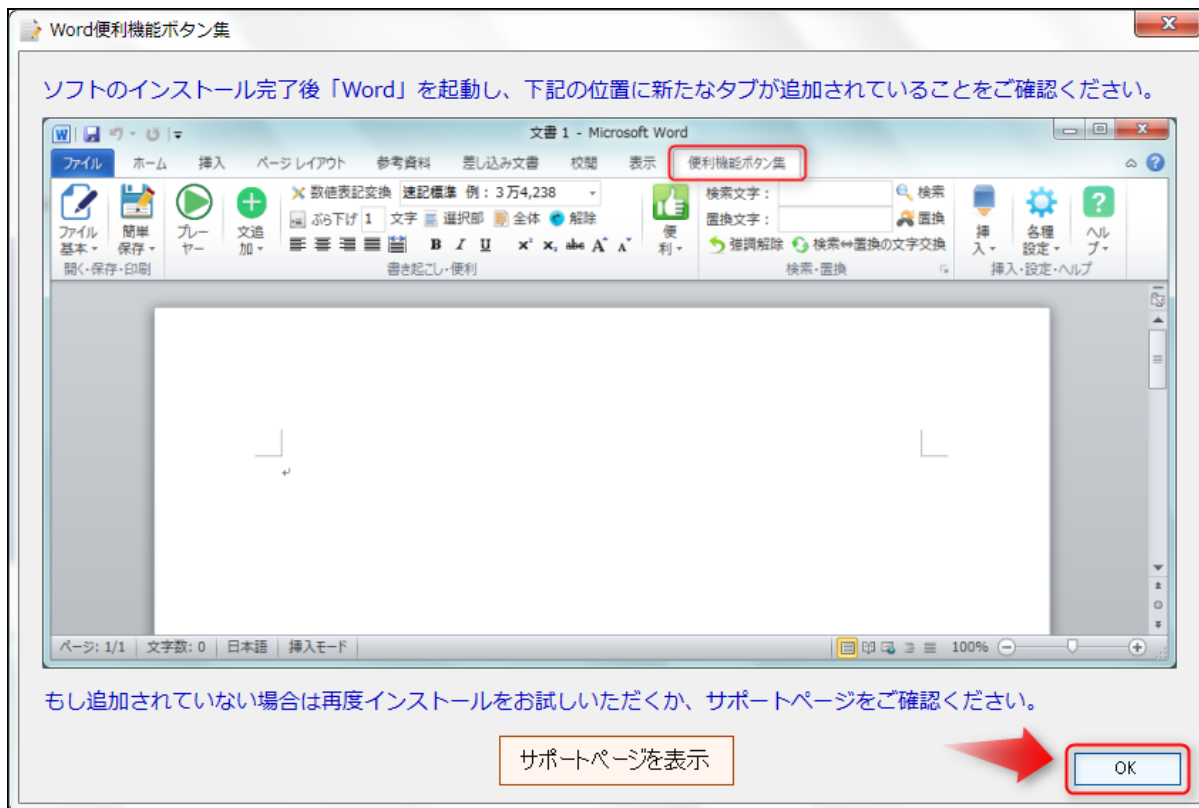 Word便利機能ボタン集
ソフトのインストール完了後「Word」を起動し、下記の位置に新たなタブが追加されていることをご確認ください。
文書 1 - Microsoft Word
ファイル ホーム 挿入 ページ レイアウト 参考資料 差し込み文書 校閲 表示 便利機能ボタン集
数値表記変換 速記標準 例：3万4,238 検索文字： 検索
ぶら下げ 1 文字 選択部 全体 解除 置換文字： 置換
ファイル基本 簡単保存 プレーヤー 文追加 B I U x² x₂ abc A A 便利 強調解除 検索⇔置換の文字交換 挿入 各種設定 ヘルプ
開く・保存・印刷 書き起こし・便利 検索・置換 挿入・設定・ヘルプ
ページ: 1/1 文字数: 0 日本語 挿入モード 100%
もし追加されていない場合は再度インストールをお試しいただくか、サポートページをご確認ください。
サポートページを表示
OK